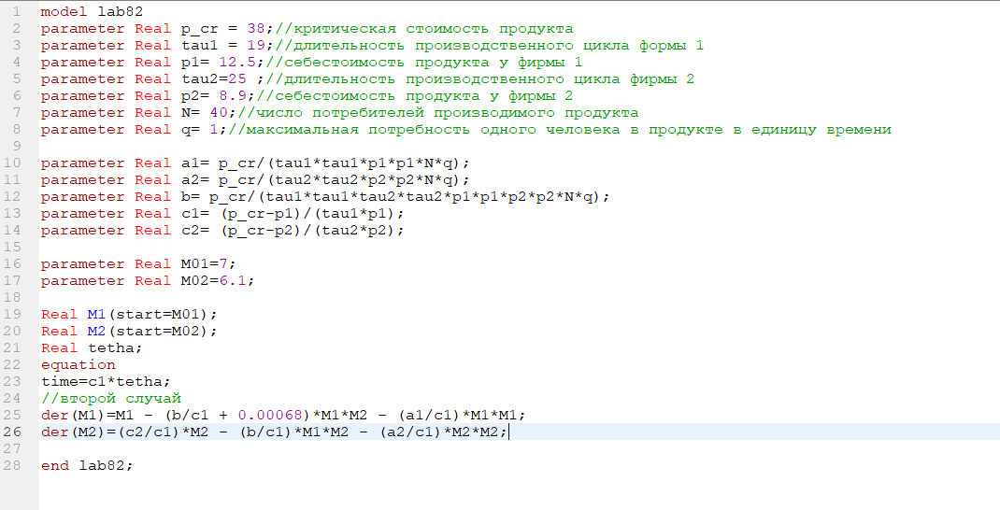 1 model lab82
2 parameter Real p_cr = 38;//критическая стоимость продукта
3 parameter Real tau1 = 19;//длительность производственного цикла формы 1
4 parameter Real p1= 12.5;//себестоимость продукта у фирмы 1
5 parameter Real tau2=25 ;//длительность производственного цикла фирмы 2
6 parameter Real p2= 8.9;//себестоимость продукта у фирмы 2
7 parameter Real N= 40;//число потребителей производимого продукта
8 parameter Real q= 1;//максимальная потребность одного человека в продукте в единицу времени
9
10 parameter Real a1= p_cr/(tau1*tau1*p1*p1*N*q);
11 parameter Real a2= p_cr/(tau2*tau2*p2*p2*N*q);
12 parameter Real b= p_cr/(tau1*tau1*tau2*tau2*p1*p1*p2*p2*N*q);
13 parameter Real c1= (p_cr-p1)/(tau1*p1);
14 parameter Real c2= (p_cr-p2)/(tau2*p2);
15
16 parameter Real M01=7;
17 parameter Real M02=6.1;
18
19 Real M1(start=M01);
20 Real M2(start=M02);
21 Real tetha;
22 equation
23 time=c1*tetha;
24 //второй случай
25 der(M1)=M1 - (b/c1 + 0.00068)*M1*M2 - (a1/c1)*M1*M1;
26 der(M2)=(c2/c1)*M2 - (b/c1)*M1*M2 - (a2/c1)*M2*M2;
27
28 end lab82;